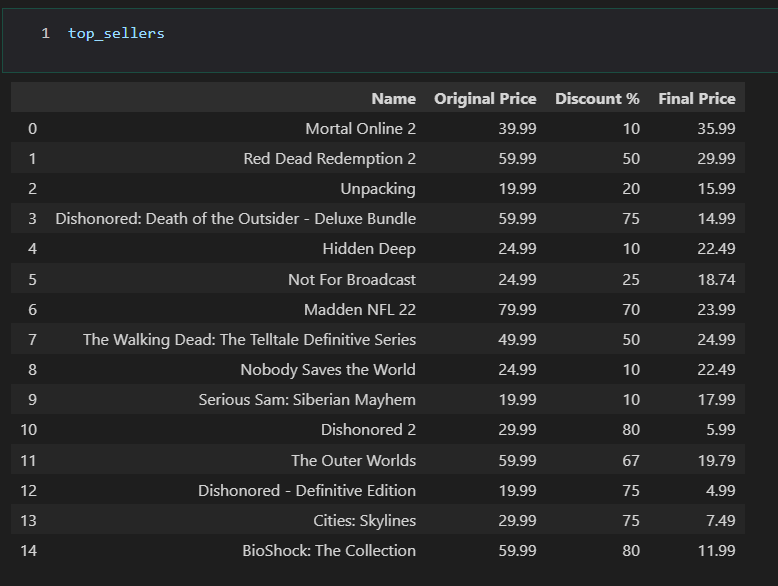 1 top_sellers
Name Original Price Discount % Final Price
0 Mortal Online 2 39.99 10 35.99
1 Red Dead Redemption 2 59.99 50 29.99
2 Unpacking 19.99 20 15.99
3 Dishonored: Death of the Outsider - Deluxe Bundle 59.99 75 14.99
4 Hidden Deep 24.99 10 22.49
5 Not For Broadcast 24.99 25 18.74
6 Madden NFL 22 79.99 70 23.99
7 The Walking Dead: The Telltale Definitive Series 49.99 50 24.99
8 Nobody Saves the World 24.99 10 22.49
9 Serious Sam: Siberian Mayhem 19.99 10 17.99
10 Dishonored 2 29.99 80 5.99
11 The Outer Worlds 59.99 67 19.79
12 Dishonored - Definitive Edition 19.99 75 4.99
13 Cities: Skylines 29.99 75 7.49
14 BioShock: The Collection 59.99 80 11.99